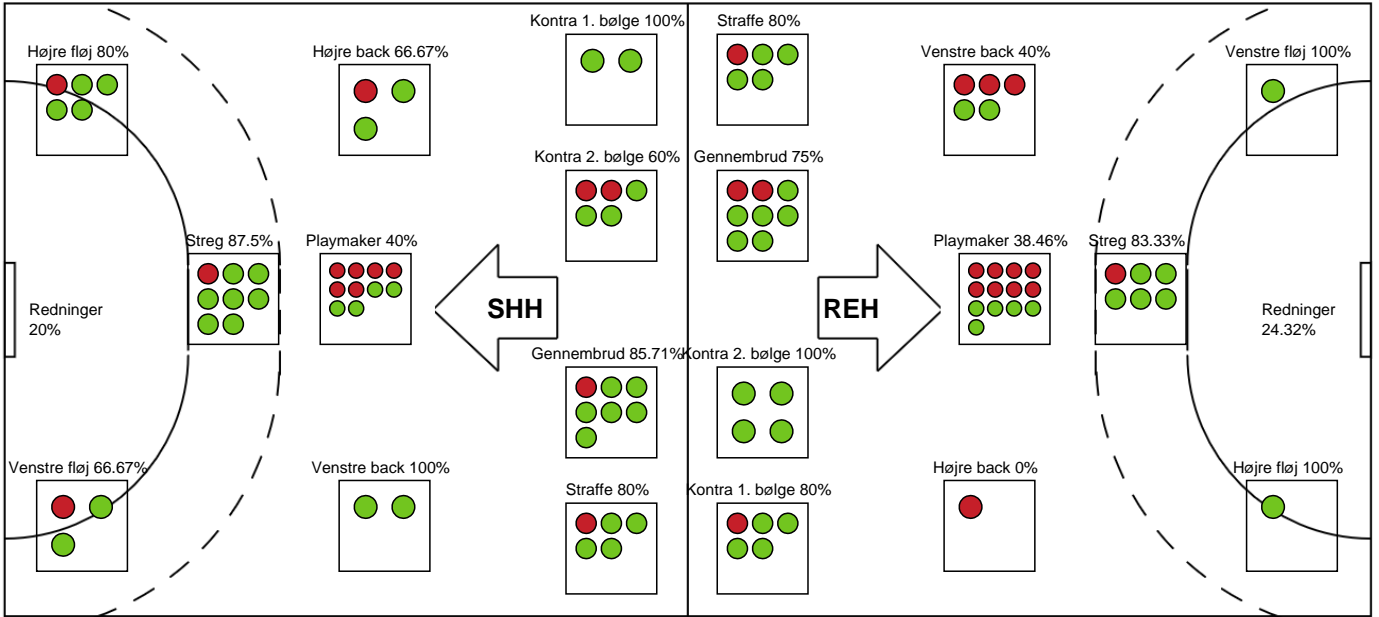 Kontra 1. bølge 100%
Straffe 80%
Højre fløj 80%
Højre back 66.67%
Venstre back 40%
Venstre fløj 100%
Kontra 2. bølge 60%
Gennembrud 75%
Streg 87.5%
Playmaker 40%
Playmaker 38.46%
Streg 83.33%
Redninger
20%
SHH
REH
Redninger
24.32%
Gennembrud 85.71%
Kontra 2. bølge 100%
Venstre fløj 66.67%
Venstre back 100%
Højre back 0%
Højre fløj 100%
Straffe 80%
Kontra 1. bølge 80%